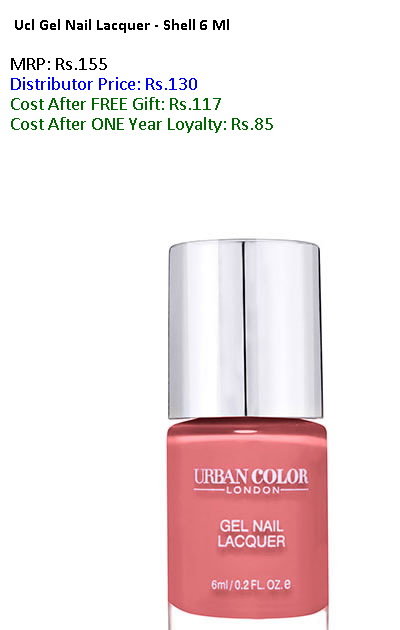 Ucl Gel Nail Lacquer - Shell 6 Ml
MRP: Rs.155
Distributor Price: Rs.130
Cost After FREE Gift: Rs.117
Cost After ONE Year Loyalty: Rs.85
URBAN COLOR
LONDON
GEL NAIL
LACQUER
6ml / 0.2 FL. OZ. e